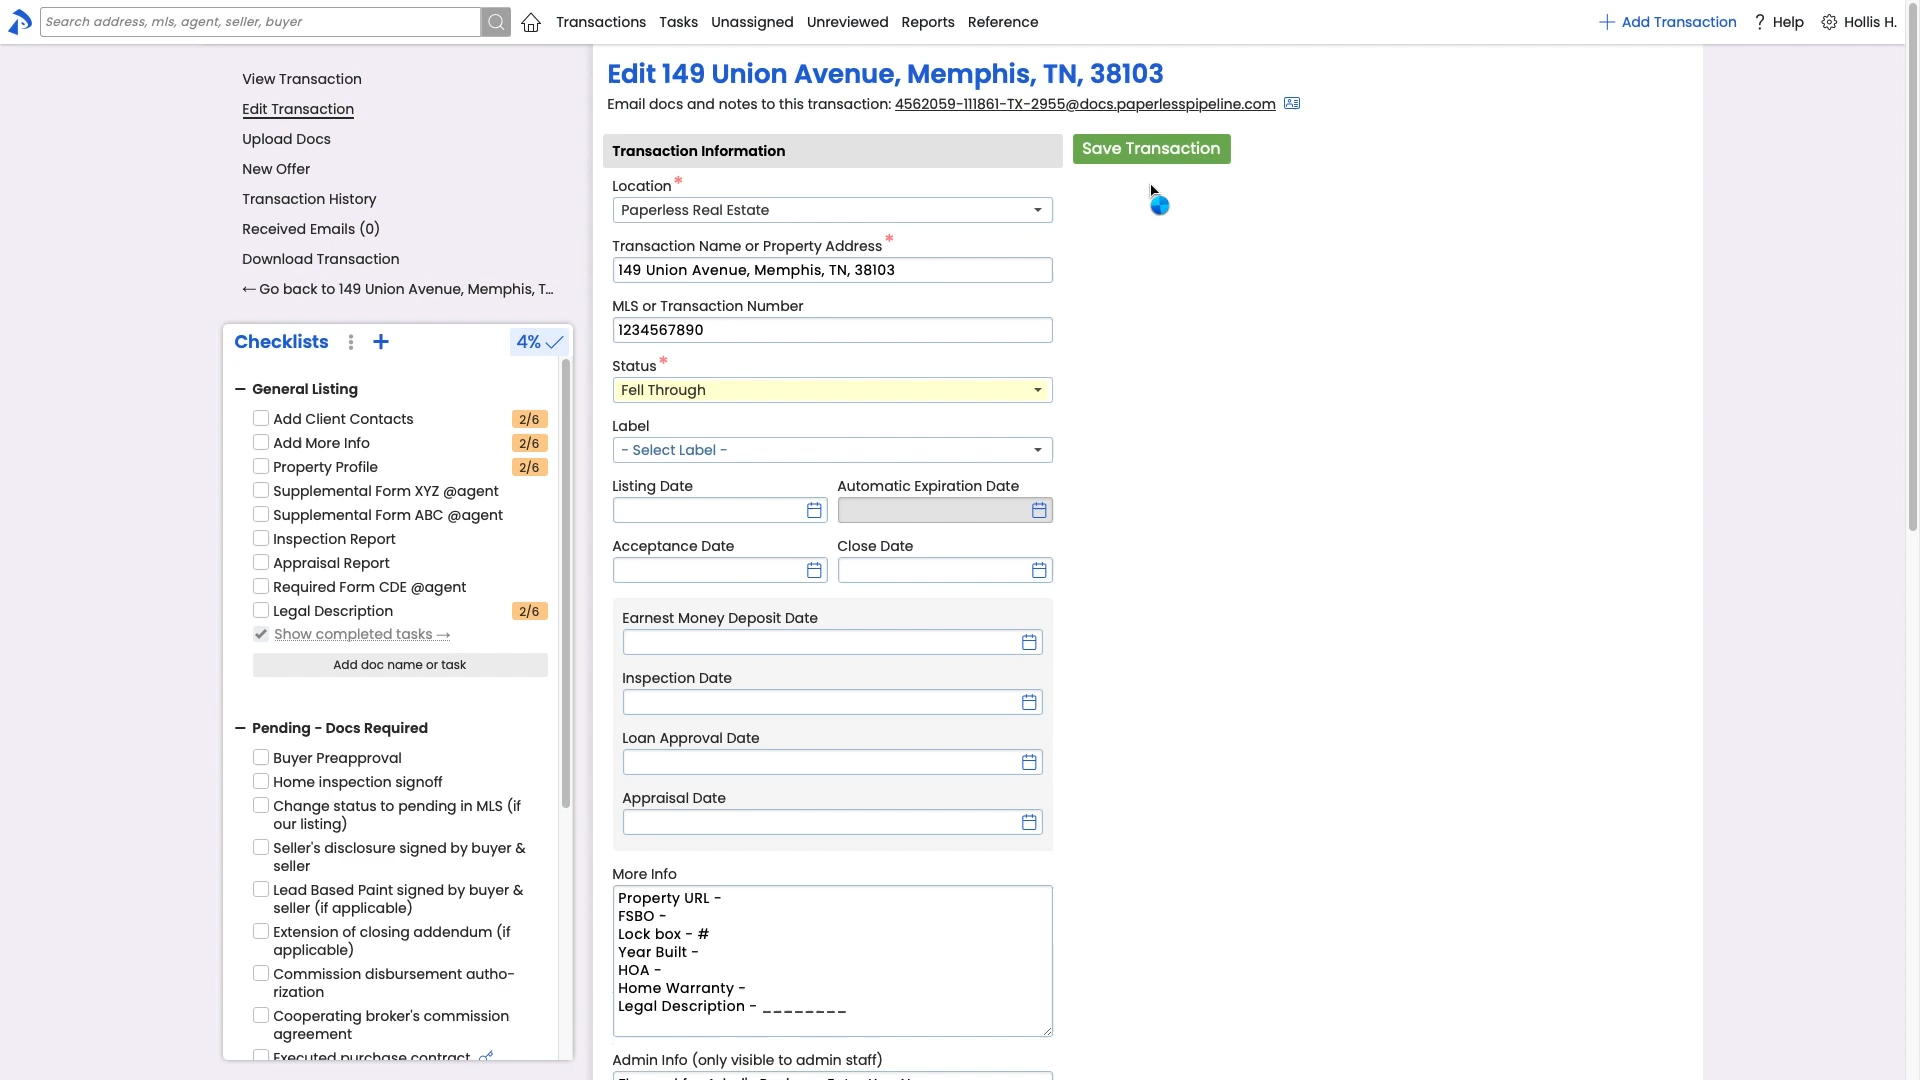 Search address, mls, agent, seller, buyer
Transactions Tasks Unassigned Unreviewed Reports Reference
+ Add Transaction ? Help Hollis H.
View Transaction
Edit Transaction
Upload Docs
New Offer
Transaction History
Received Emails (0)
Download Transaction
← Go back to 149 Union Avenue, Memphis, T...
Checklists + 4%
General Listing
Add Client Contacts 2/6
Add More Info 2/6
Property Profile 2/6
Supplemental Form XYZ @agent
Supplemental Form ABC @agent
Inspection Report
Appraisal Report
Required Form CDE @agent
Legal Description 2/6
Show completed tasks →
Add doc name or task
Pending - Docs Required
Buyer Preapproval
Home inspection signoff
Change status to pending in MLS (if
our listing)
Seller's disclosure signed by buyer &
seller
Lead Based Paint signed by buyer &
seller (if applicable)
Extension of closing addendum (if
applicable)
Commission disbursement autho-
rization
Cooperating broker's commission
agreement
Executed purchase contract
Edit 149 Union Avenue, Memphis, TN, 38103
Email docs and notes to this transaction: 4562059-111861-TX-2955@docs.paperlesspipeline.com
Transaction Information
Save Transaction
Location *
Paperless Real Estate
Transaction Name or Property Address *
149 Union Avenue, Memphis, TN, 38103
MLS or Transaction Number
1234567890
Status *
Fell Through
Label
- Select Label -
Listing Date Automatic Expiration Date
Acceptance Date Close Date
Earnest Money Deposit Date
Inspection Date
Loan Approval Date
Appraisal Date
More Info
Property URL -
FSBO -
Lock box - #
Year Built -
HOA -
Home Warranty -
Legal Description - ________
Admin Info (only visible to admin staff)